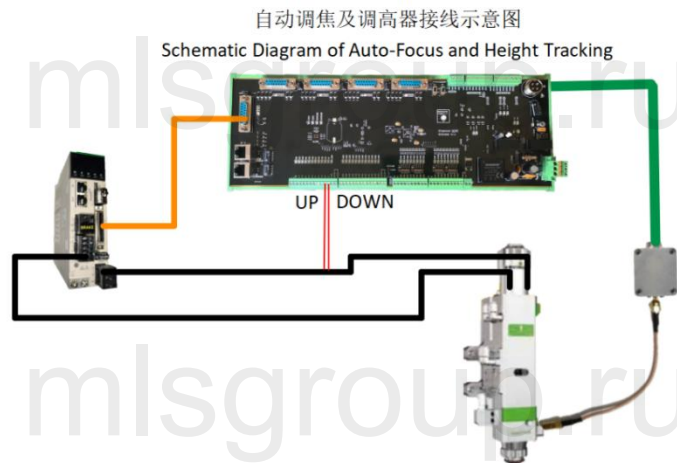 自动调焦及调高器接线示意图
Schematic Diagram of Auto-Focus and Height Tracking
mlsgroup.ru
UP DOWN
mlsgroup.ru